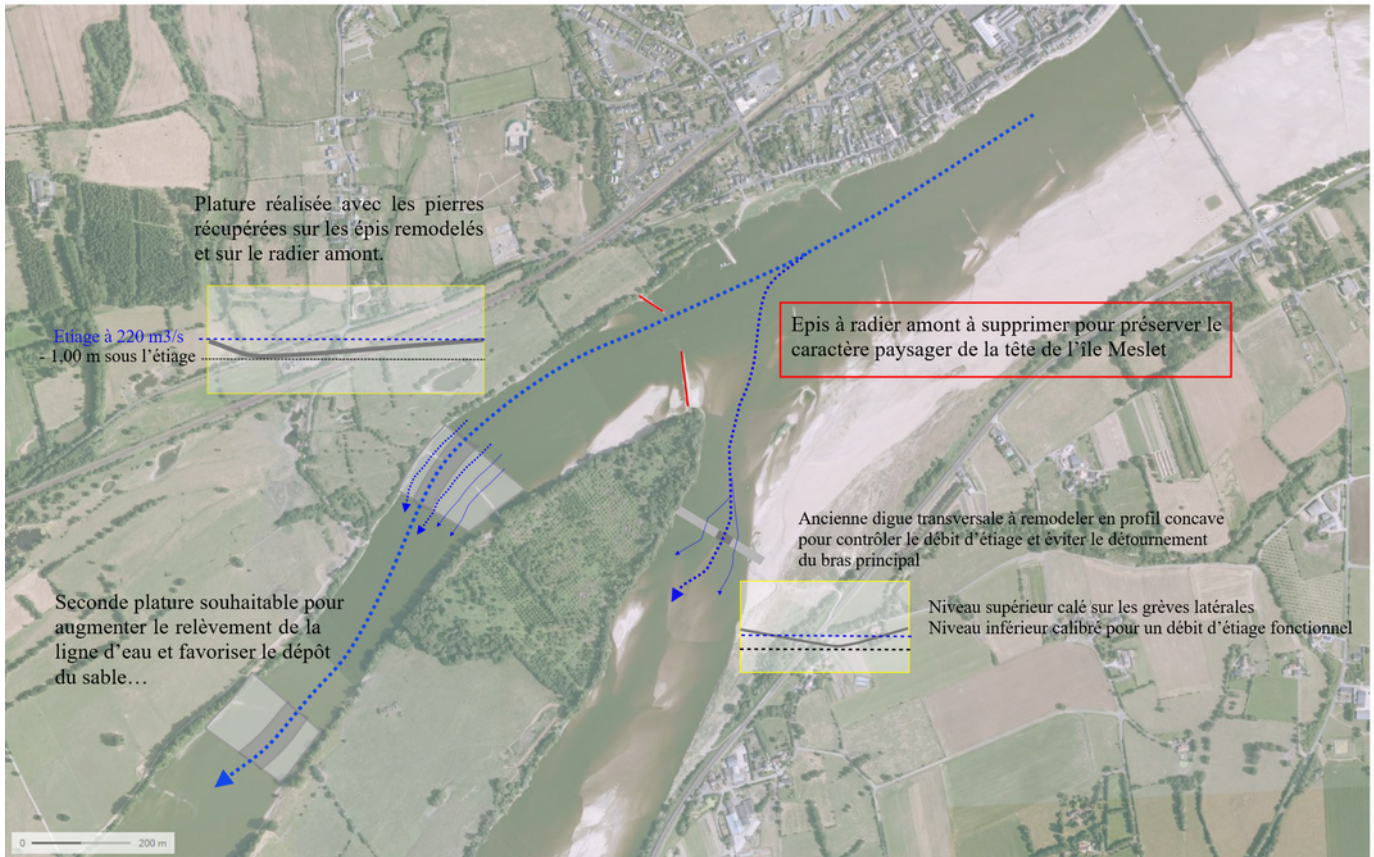 Plature réalisée avec les pierres
récupérées sur les épis remodelés
et sur le radier amont.
Etiage à 220 m3/s
- 1.00 m sous l'étiage
Epis à radier amont à supprimer pour préserver le
caractère paysager de la tête de l'île Meslet
Ancienne digue transversale à remodeler en profil concave
pour contrôler le débit d'étiage et éviter le détournement
du bras principal
Niveau supérieur calé sur les grèves latérales
Niveau inférieur calibré pour un débit d'étiage fonctionnel
Seconde plature souhaitable pour
augmenter le relèvement de la
ligne d'eau et favoriser le dépôt
du sable…
0 200 m